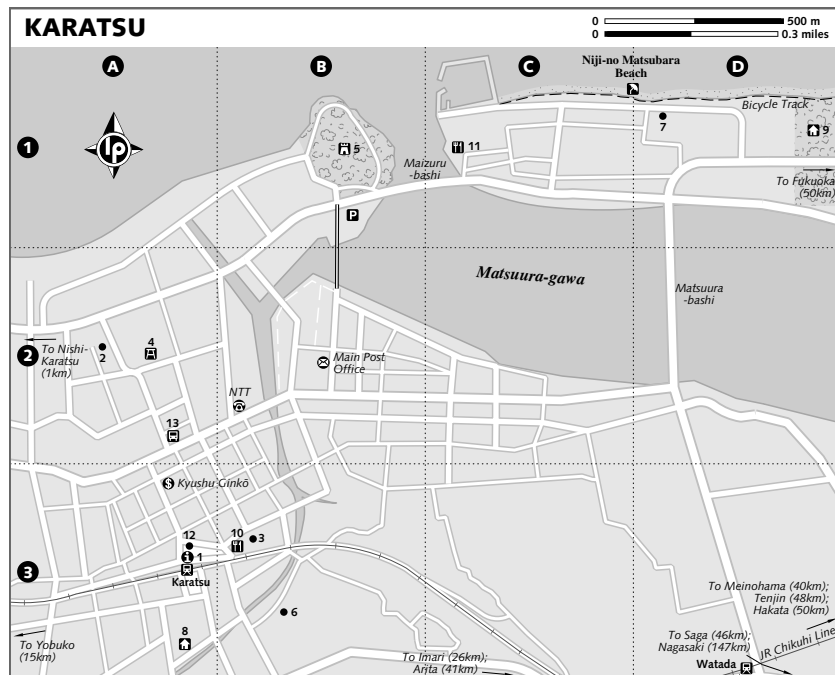 KARATSU
0 500 m
0 0.3 miles
A
B
C
D
Niji-no Matsubara
Beach
Bicycle Track
7
9
1
lp
5
11
Maizuru
-bashi
To Fukuoka
(50km)
P
Matsuura-gawa
Matsuura
-bashi
2
To Nishi-
Karatsu
(1km)
2
4
Main Post
Office
NTT
13
$
Kyushu Ginkō
12
10
3
i
1
Karatsu
3
6
8
To Yobuko
(15km)
To Imari (26km);
Arita (41km)
To Meinohama (40km);
Tenjin (48km);
Hakata (50km)
To Saga (46km);
Nagasaki (147km)
JR Chikuhi Line
Watada